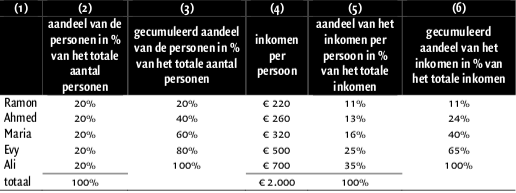 (1) (2) (3) (4) (5) (6)
aandeel van de personen in % van het totale aantal personen
gecumuleerd aandeel van de personen in % van het totale aantal personen
inkomen per persoon
aandeel van het inkomen per persoon in % van het totale inkomen
gecumuleerd aandeel van het inkomen in % van het totale inkomen
Ramon 20% 20% € 220 11% 11%
Ahmed 20% 40% € 260 13% 24%
Maria 20% 60% € 320 16% 40%
Evy 20% 80% € 500 25% 65%
Ali 20% 100% € 700 35% 100%
totaal 100% € 2.000 100%